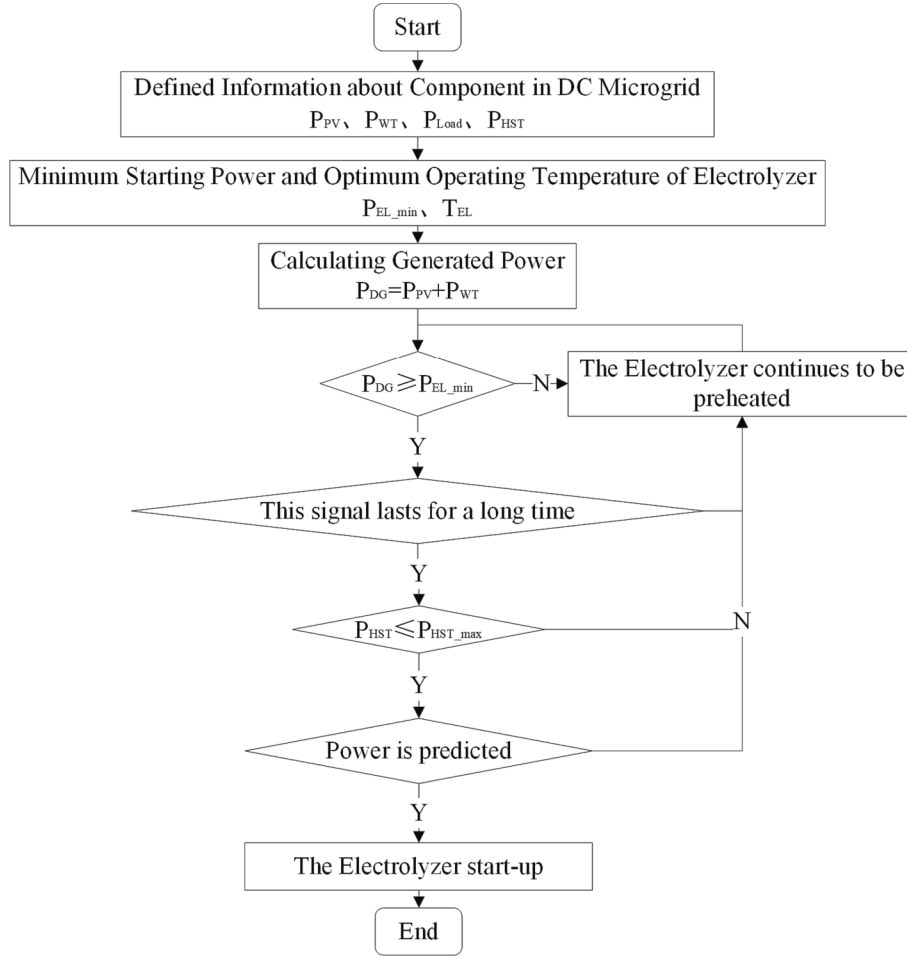 Start
Defined Information about Component in DC Microgrid
PPV、PWT、PLoad、PHST
Minimum Starting Power and Optimum Operating Temperature of Electrolyzer
PEL_min、TEL
Calculating Generated Power
PDG=PPV+PWT
PDG⩾PEL_min
N
The Electrolyzer continues to be
preheated
Y
This signal lasts for a long time
Y
PHST⩽PHST_max
N
Y
Power is predicted
Y
The Electrolyzer start-up
End